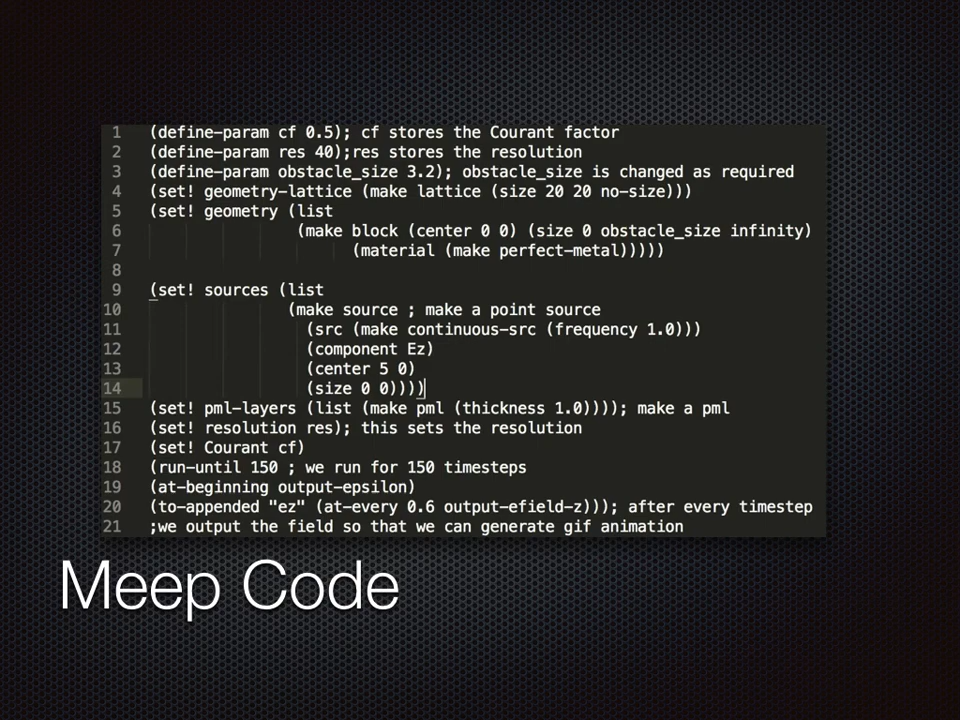 1 (define-param cf 0.5); cf stores the Courant factor
2 (define-param res 40);res stores the resolution
3 (define-param obstacle_size 3.2); obstacle_size is changed as required
4 (set! geometry-lattice (make lattice (size 20 20 no-size)))
5 (set! geometry (list
6 (make block (center 0 0) (size 0 obstacle_size infinity)
7 (material (make perfect-metal)))))
8
9 (set! sources (list
10 (make source ; make a point source
11 (src (make continuous-src (frequency 1.0)))
12 (component Ez)
13 (center 5 0)
14 (size 0 0))))
15 (set! pml-layers (list (make pml (thickness 1.0)))); make a pml
16 (set! resolution res); this sets the resolution
17 (set! Courant cf)
18 (run-until 150 ; we run for 150 timesteps
19 (at-beginning output-epsilon)
20 (to-appended "ez" (at-every 0.6 output-efield-z))); after every timestep
21 ;we output the field so that we can generate gif animation
Meep Code